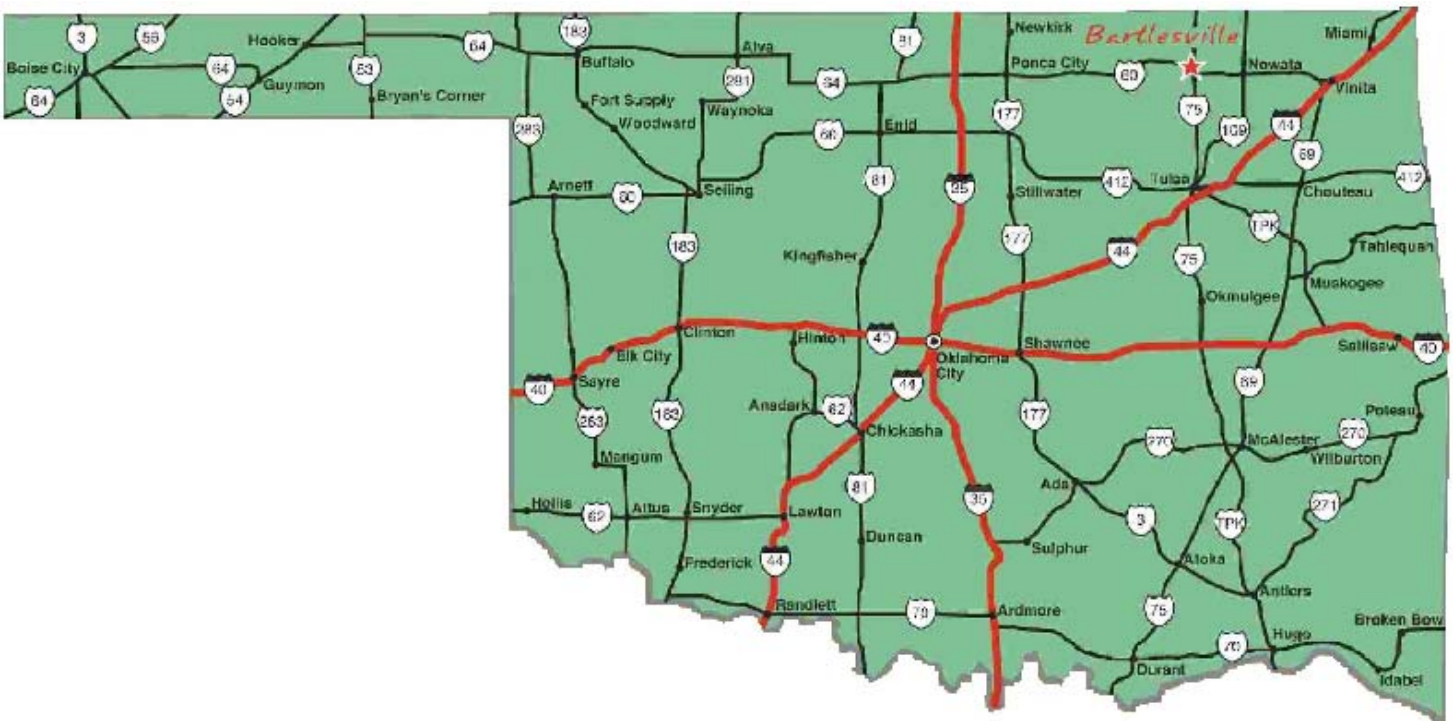 3
56
Hooker
64
183
Alva
81
Newkirk
Bartlesville
Miami
Boise City
64
Guymon
83
Buffalo
281
64
Ponca City
60
Nowata
Vinita
64
54
Bryan's Corner
Fort Supply
Waynoka
177
75
169
44
283
Woodward
Enid
69
Arnett
60
Seiling
81
35
Stillwater
412
Tulsa
Chouteau
412
183
Kingfisher
177
44
75
TPK
Tahlequah
Okmulgee
Muskogee
Clinton
Hinton
40
Oklahoma
City
Shawnee
Sallisaw
40
Elk City
Sayre
40
44
69
183
Anadark
62
Chickasha
177
Poteau
270
McAlester
270
Wilburton
Mangum
Ada
Hollis
62
Altus
Snyder
Lawton
81
35
3
TPK
271
Duncan
Sulphur
Frederick
44
Atoka
Antlers
Randlett
70
Ardmore
75
Broken Bow
Hugo
Durant
Idabel